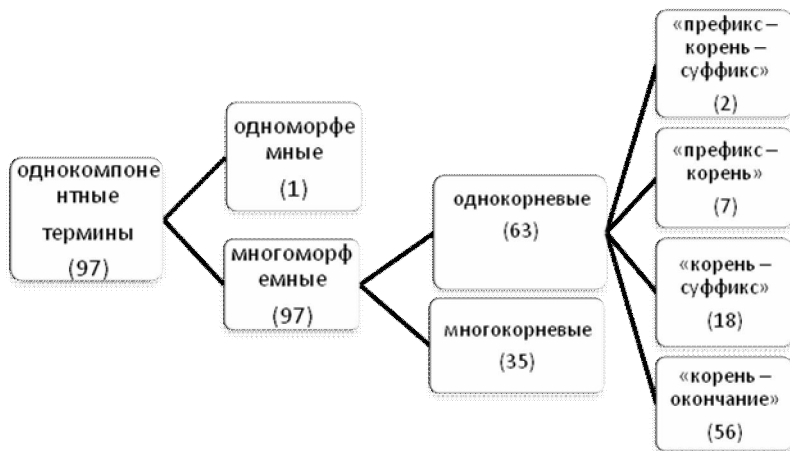 однокомпоне
нтные
термины
(97)
одноморфе
мные
(1)
многоморф
емные
(97)
однокорневые
(63)
многокорневые
(35)
«префикс –
корень –
суффикс»
(2)
«префикс –
корень»
(7)
«корень –
суффикс»
(18)
«корень –
окончание»
(56)